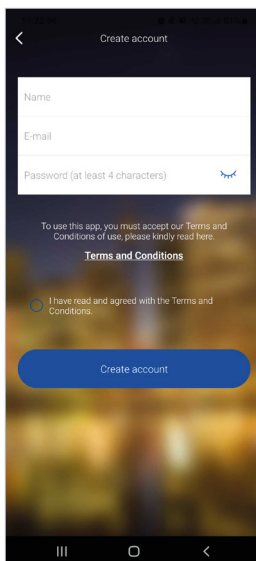 Create account
Name
E-mail
Password (at least 4 characters)
To use this app, you must accept our Terms and
Conditions of use, please kindly read here.
Terms and Conditions
I have read and agreed with the Terms and
Conditions.
Create account